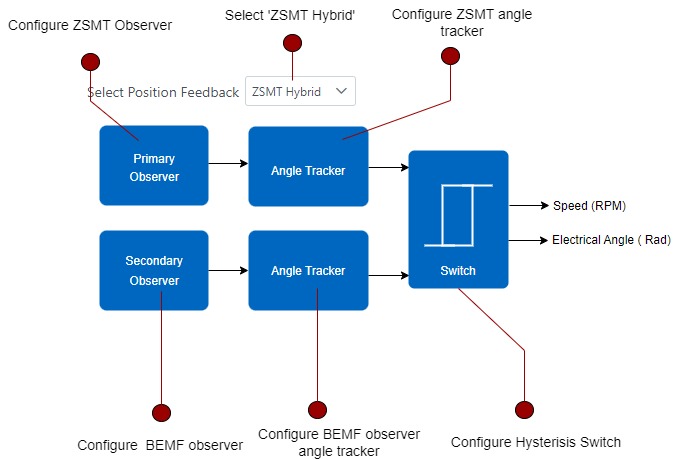 Configure ZSMT Observer
Select 'ZSMT Hybrid'
Configure ZSMT angle
tracker
Select Position Feedback
ZSMT Hybrid
Primary
Observer
Angle Tracker
Speed (RPM)
Electrical Angle ( Rad)
Secondary
Observer
Angle Tracker
Switch
Configure  BEMF observer
Configure BEMF observer
angle tracker
Configure Hysterisis Switch